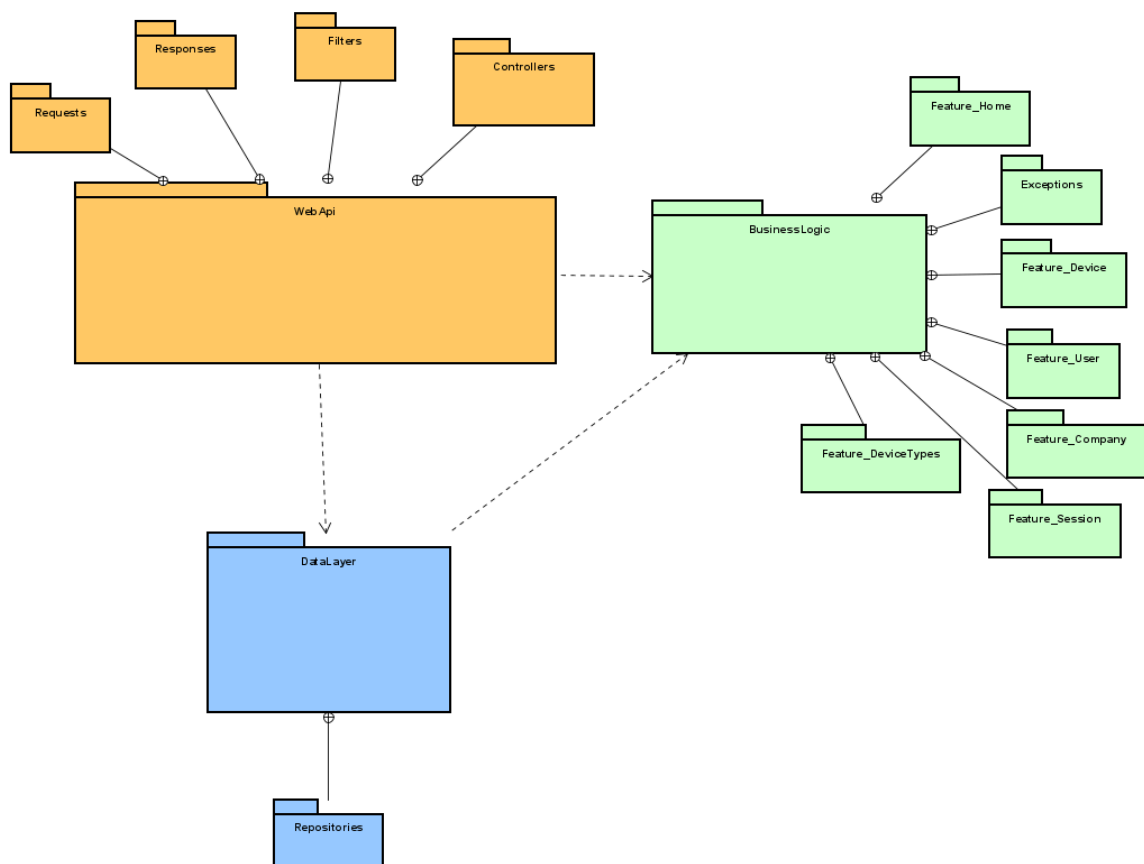 Filters
Responses
Controllers
Requests
Feature_Home
Exceptions
WebApi
BusinessLogic
Feature_Device
Feature_User
Feature_Company
Feature_DeviceTypes
Feature_Session
DataLayer
Repositories